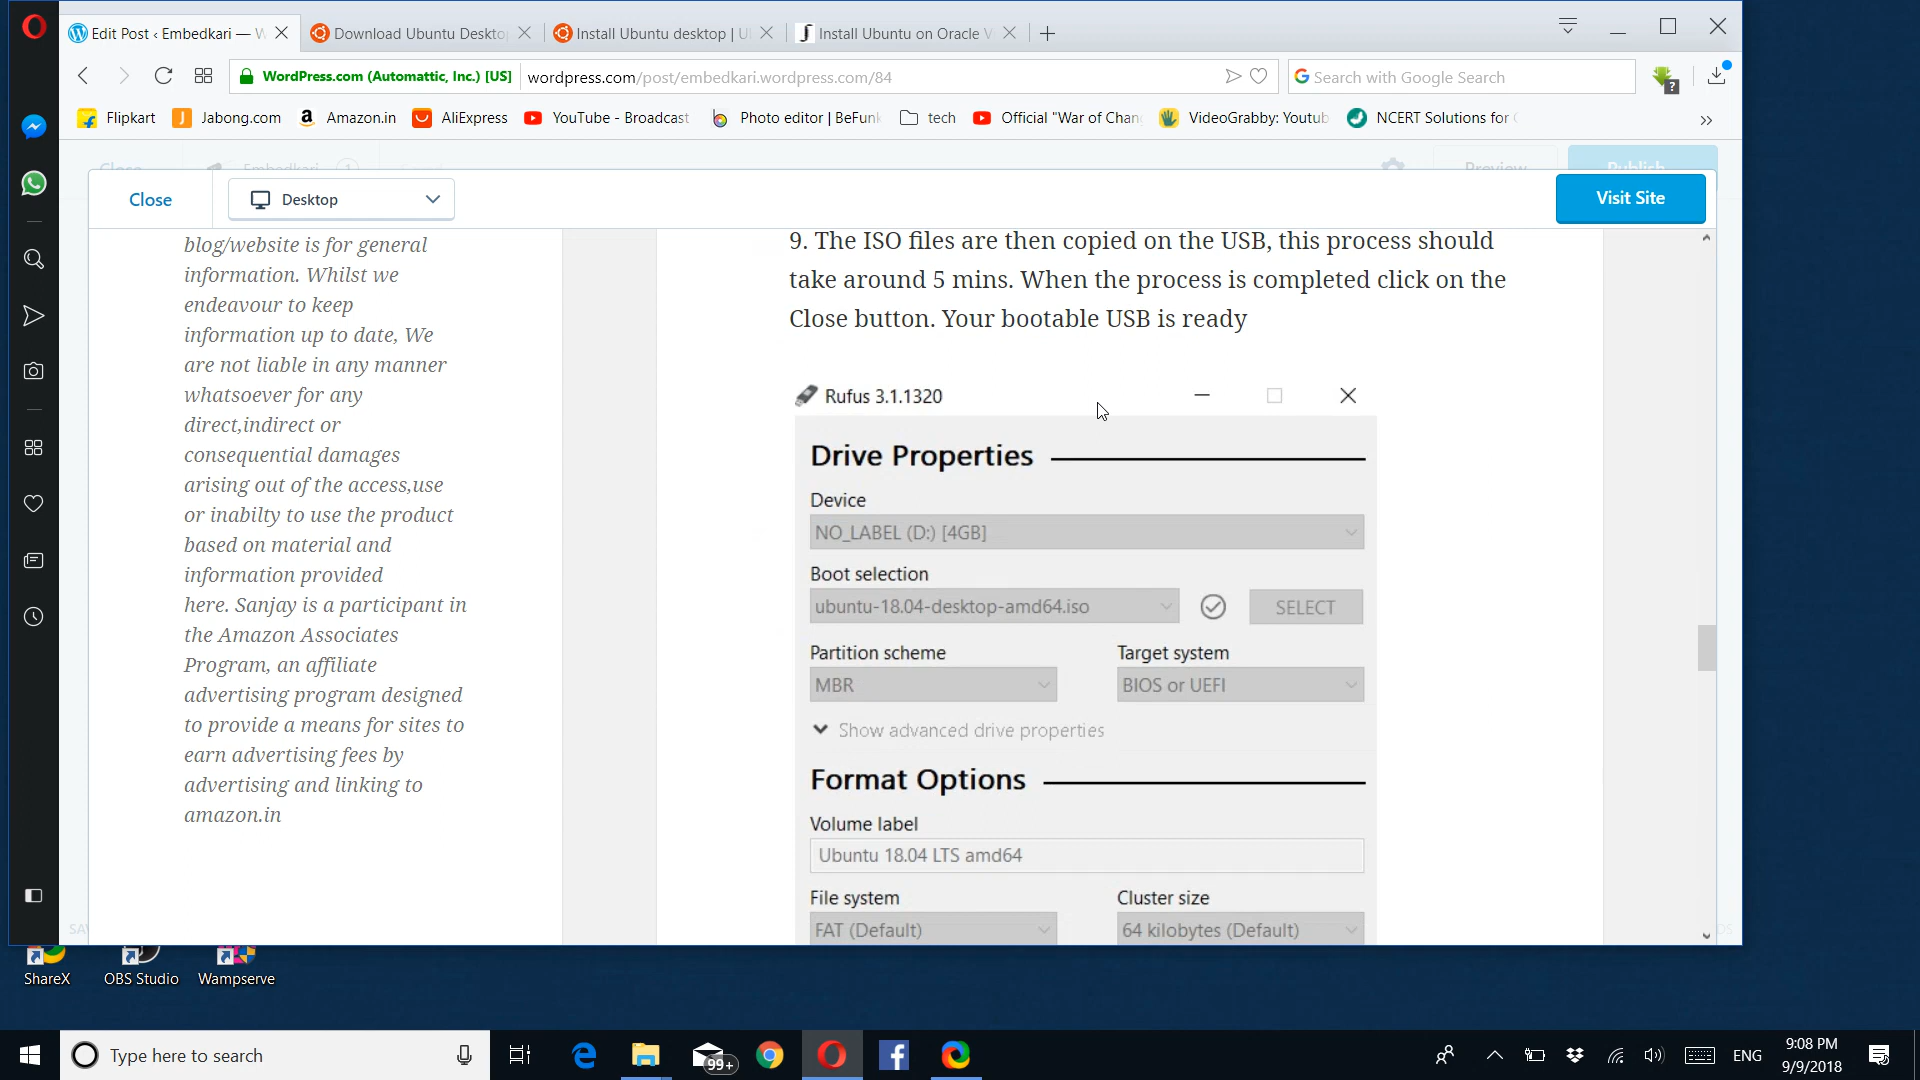 Edit Post ‹ Embedkari — W
Download Ubuntu Deskto
Install Ubuntu desktop | U
Install Ubuntu on Oracle V
WordPress.com (Automattic, Inc.) [US]
wordpress.com/post/embedkari.wordpress.com/84
Search with Google Search
Flipkart
Jabong.com
Amazon.in
AliExpress
YouTube - Broadcast
Photo editor | BeFunk
tech
Official "War of Chan
VideoGrabby: Youtub
NCERT Solutions for
Close
Embedkari
1
Saved
Preview
Publish
Close
Desktop
Visit Site
blog/website is for general
information. Whilst we
endeavour to keep
information up to date, We
are not liable in any manner
whatsoever for any
direct,indirect or
consequential damages
arising out of the access,use
or inabilty to use the product
based on material and
information provided
here. Sanjay is a participant in
the Amazon Associates
Program, an affiliate
advertising program designed
to provide a means for sites to
earn advertising fees by
advertising and linking to
amazon.in
9. The ISO files are then copied on the USB, this process should
take around 5 mins. When the process is completed click on the
Close button. Your bootable USB is ready
Rufus 3.1.1320
Drive Properties
Device
NO_LABEL (D:) [4GB]
Boot selection
ubuntu-18.04-desktop-amd64.iso
SELECT
Partition scheme
Target system
MBR
BIOS or UEFI
Show advanced drive properties
Format Options
Volume label
Ubuntu 18.04 LTS amd64
File system
Cluster size
FAT (Default)
64 kilobytes (Default)
ShareX
OBS Studio
Wampserve
Type here to search
99+
ENG
9:08 PM
9/9/2018